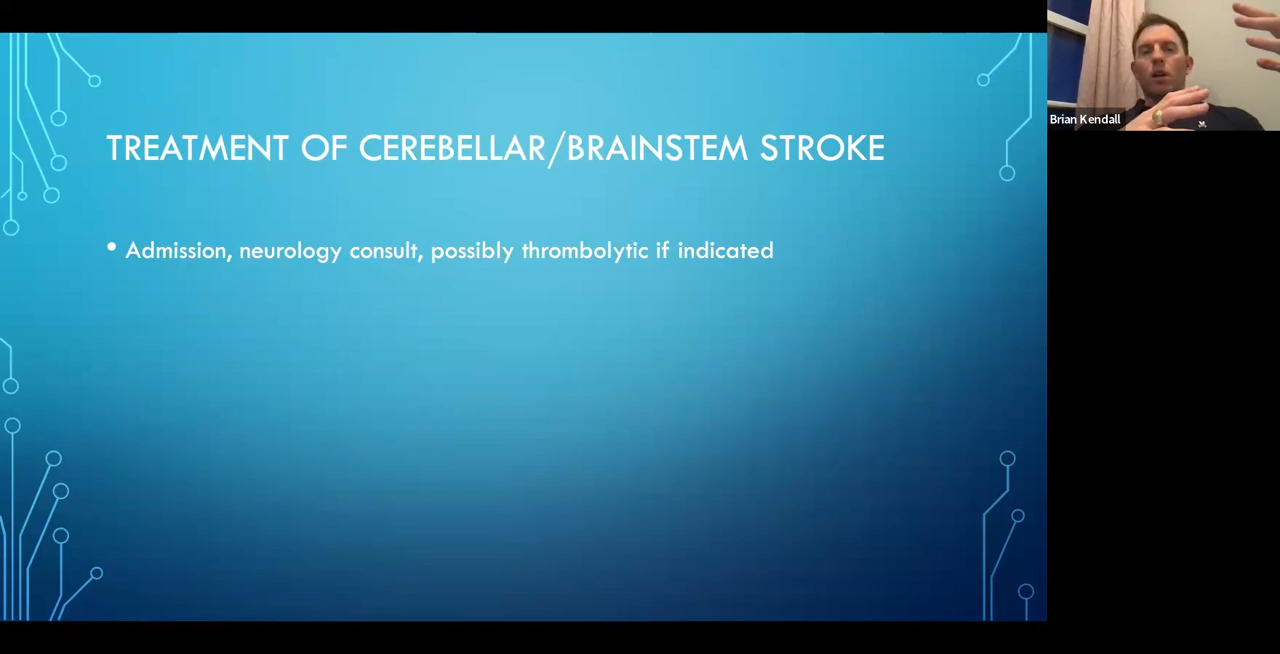 TREATMENT OF CEREBELLAR/BRAINSTEM STROKE
• Admission, neurology consult, possibly thrombolytic if indicated
Brian Kendall